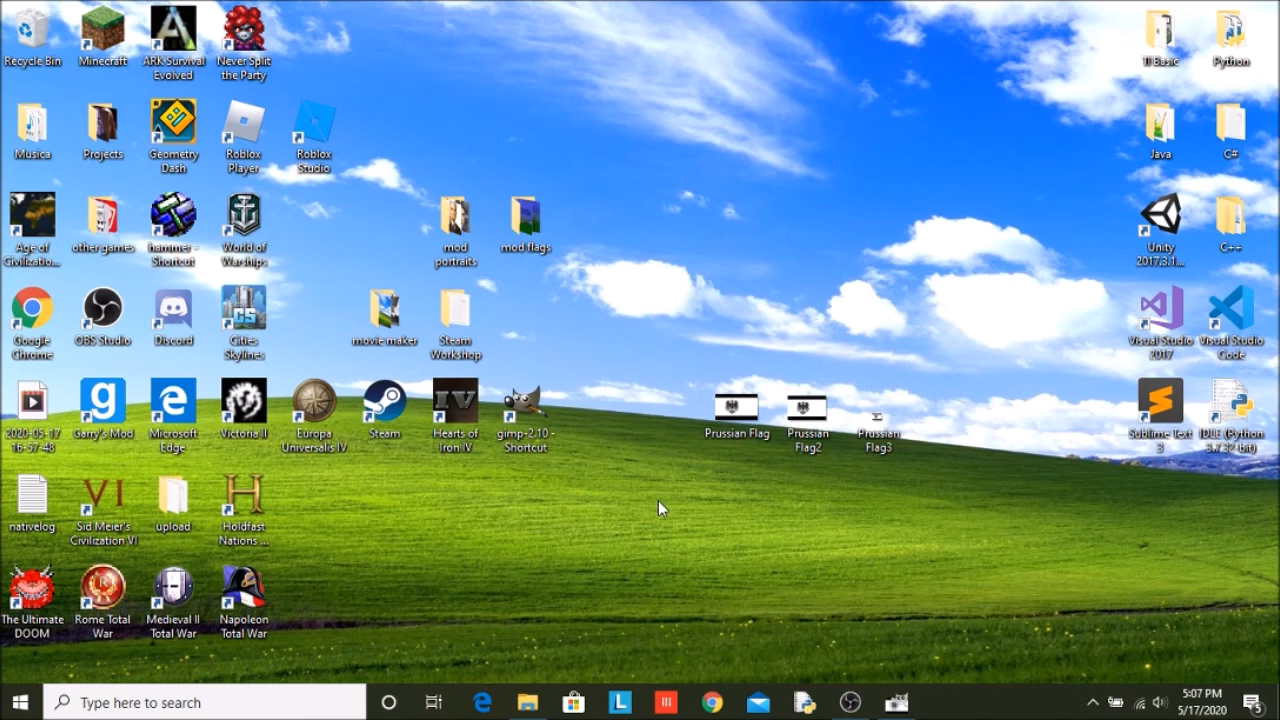 Recycle Bin
Minecraft
ARK Survival
Evolved
Never Split
the Party
TI Basic
Python
Musica
Projects
Geometry
Dash
Roblox
Player
Roblox
Studio
Java
C#
Age of
Civilizatio...
other games
hammer -
Shortcut
World of
Warships
mod
portraits
mod flags
Unity
2017.3.1...
C++
Google
Chrome
OBS Studio
Discord
Cities
Skylines
movie maker
Steam
Workshop
Visual Studio
2017
Visual Studio
Code
2020-05-17
16-57-48
Garry's Mod
Microsoft
Edge
Victoria II
Europa
Universalis IV
Steam
Hearts of
Iron IV
gimp-2.10 -
Shortcut
Prussian Flag
Prussian
Flag2
Prussian
Flag3
Sublime Text
3
IDLE (Python
3.7 32-bit)
nativelog
Sid Meier's
Civilization VI
upload
Holdfast
Nations ...
The Ultimate
DOOM
Rome Total
War
Medieval II
Total War
Napoleon
Total War
Type here to search
5:07 PM
5/17/2020
5